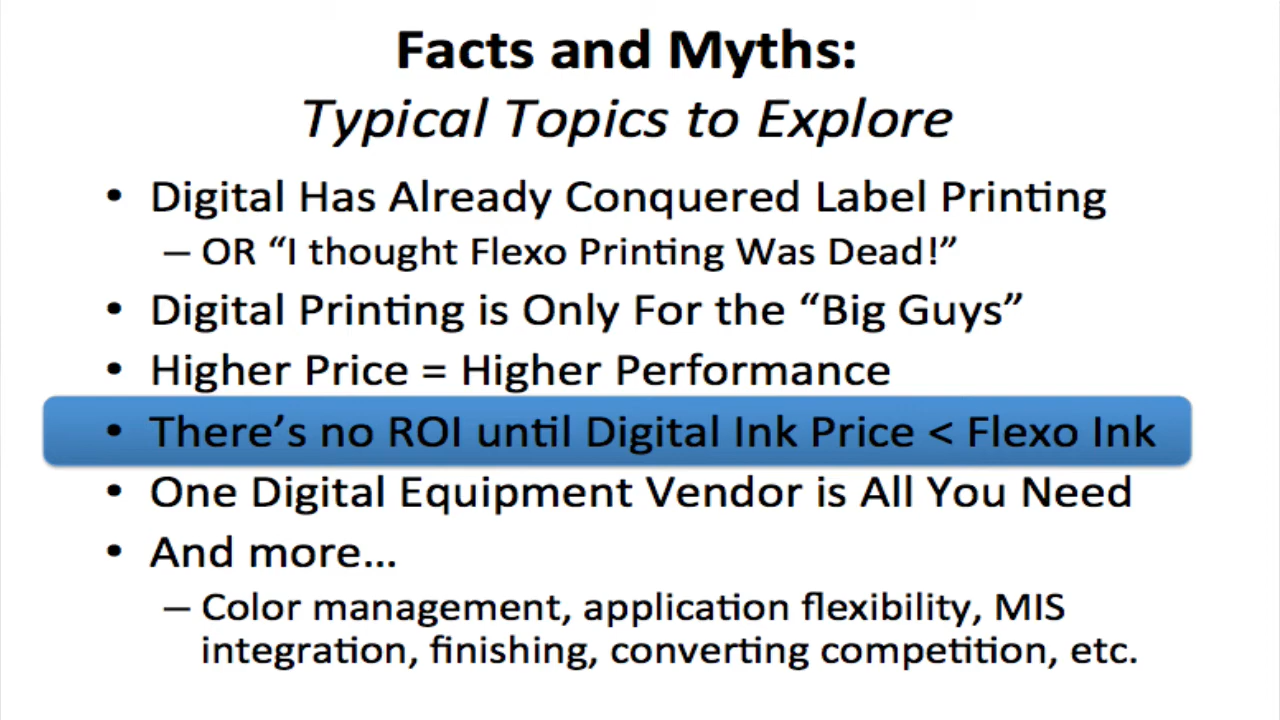 Facts and Myths:
Typical Topics to Explore
• Digital Has Already Conquered Label Printing
– OR “I thought Flexo Printing Was Dead!”
• Digital Printing is Only For the “Big Guys”
• Higher Price = Higher Performance
• There’s no ROI until Digital Ink Price < Flexo Ink
• One Digital Equipment Vendor is All You Need
• And more…
– Color management, application flexibility, MIS
integration, finishing, converting competition, etc.